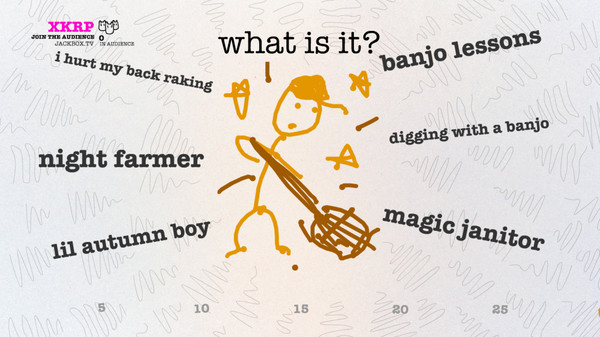 XKRP
JOIN THE AUDIENCE 0
JACKBOX.TV IN AUDIENCE
what is it?
i hurt my back raking
banjo lessons
night farmer
digging with a banjo
lil autumn boy
magic janitor
5 10 15 20 25